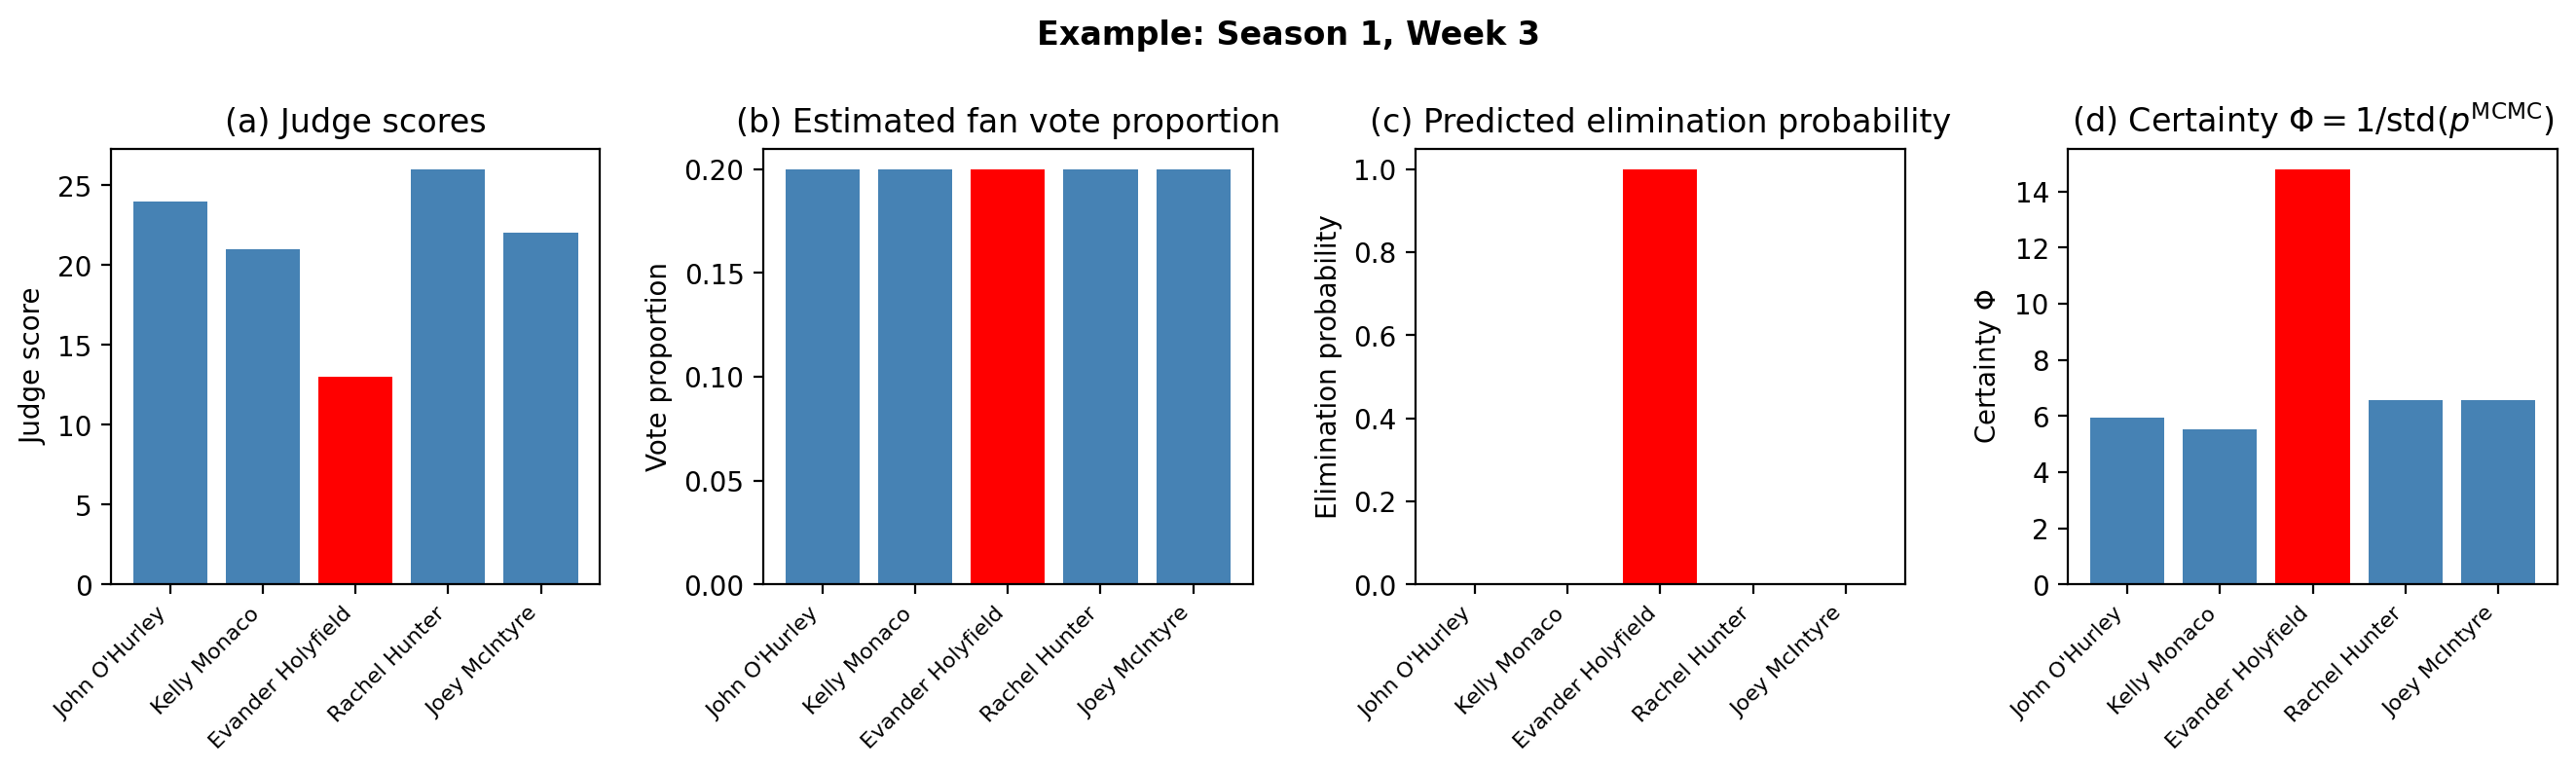 Example: Season 1, Week 3
(a) Judge scores
Judge score
25
20
15
10
5
0
John O'Hurley
Kelly Monaco
Evander Holyfield
Rachel Hunter
Joey McIntyre
(b) Estimated fan vote proportion
Vote proportion
0.20
0.15
0.10
0.05
0.00
John O'Hurley
Kelly Monaco
Evander Holyfield
Rachel Hunter
Joey McIntyre
(c) Predicted elimination probability
Elimination probability
1.0
0.8
0.6
0.4
0.2
0.0
John O'Hurley
Kelly Monaco
Evander Holyfield
Rachel Hunter
Joey McIntyre
(d) Certainty Φ = 1/std(p^MCMC)
Certainty Φ
14
12
10
8
6
4
2
0
John O'Hurley
Kelly Monaco
Evander Holyfield
Rachel Hunter
Joey McIntyre